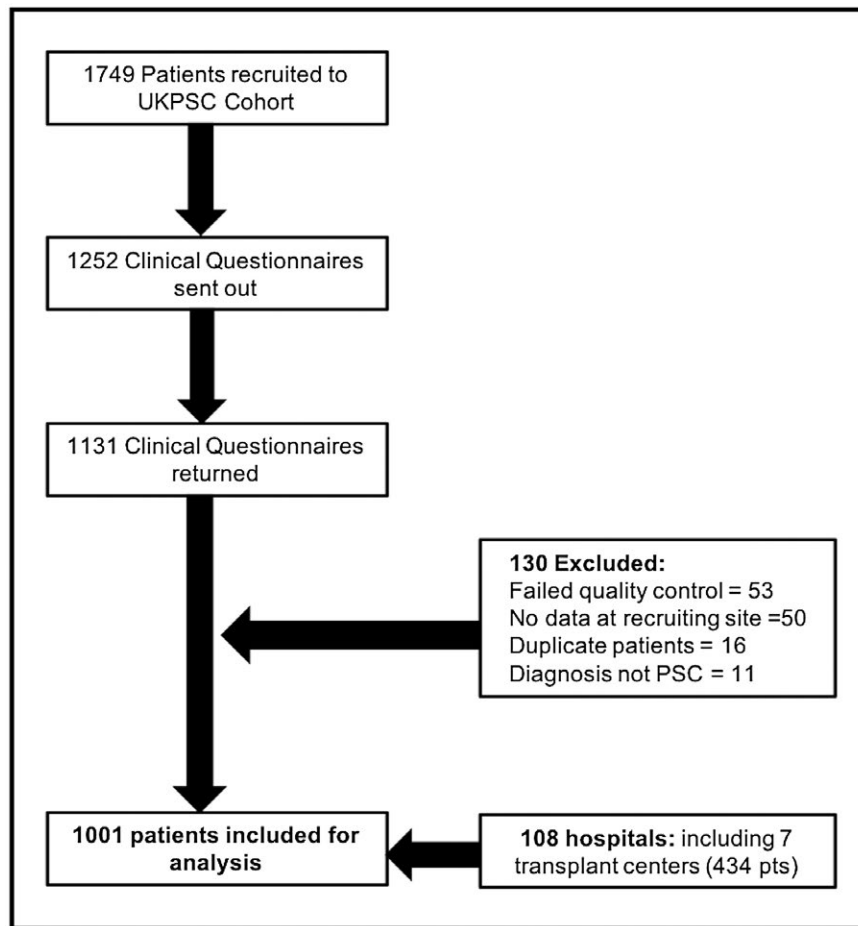 1749 Patients recruited to
UKPSC Cohort
1252 Clinical Questionnaires
sent out
1131 Clinical Questionnaires
returned
130 Excluded:
Failed quality control = 53
No data at recruiting site =50
Duplicate patients = 16
Diagnosis not PSC = 11
1001 patients included for
analysis
108 hospitals: including 7
transplant centers (434 pts)